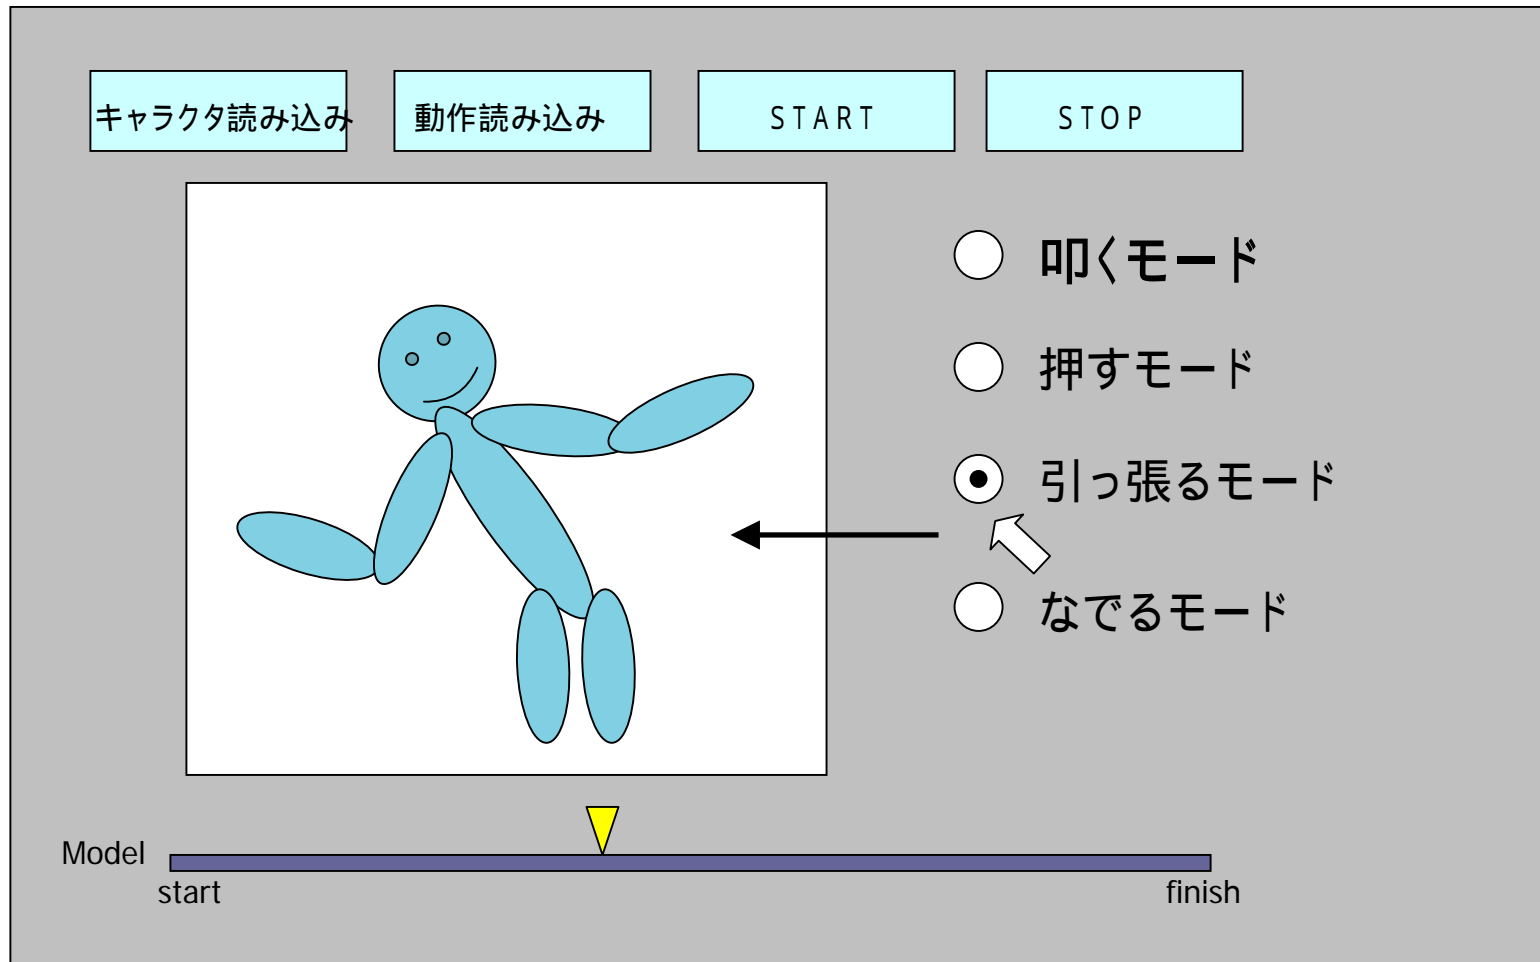 キャラクタ読み込み
動作読み込み
START
STOP
叩くモード
押すモード
引っ張るモード
なでるモード
Model
start
finish